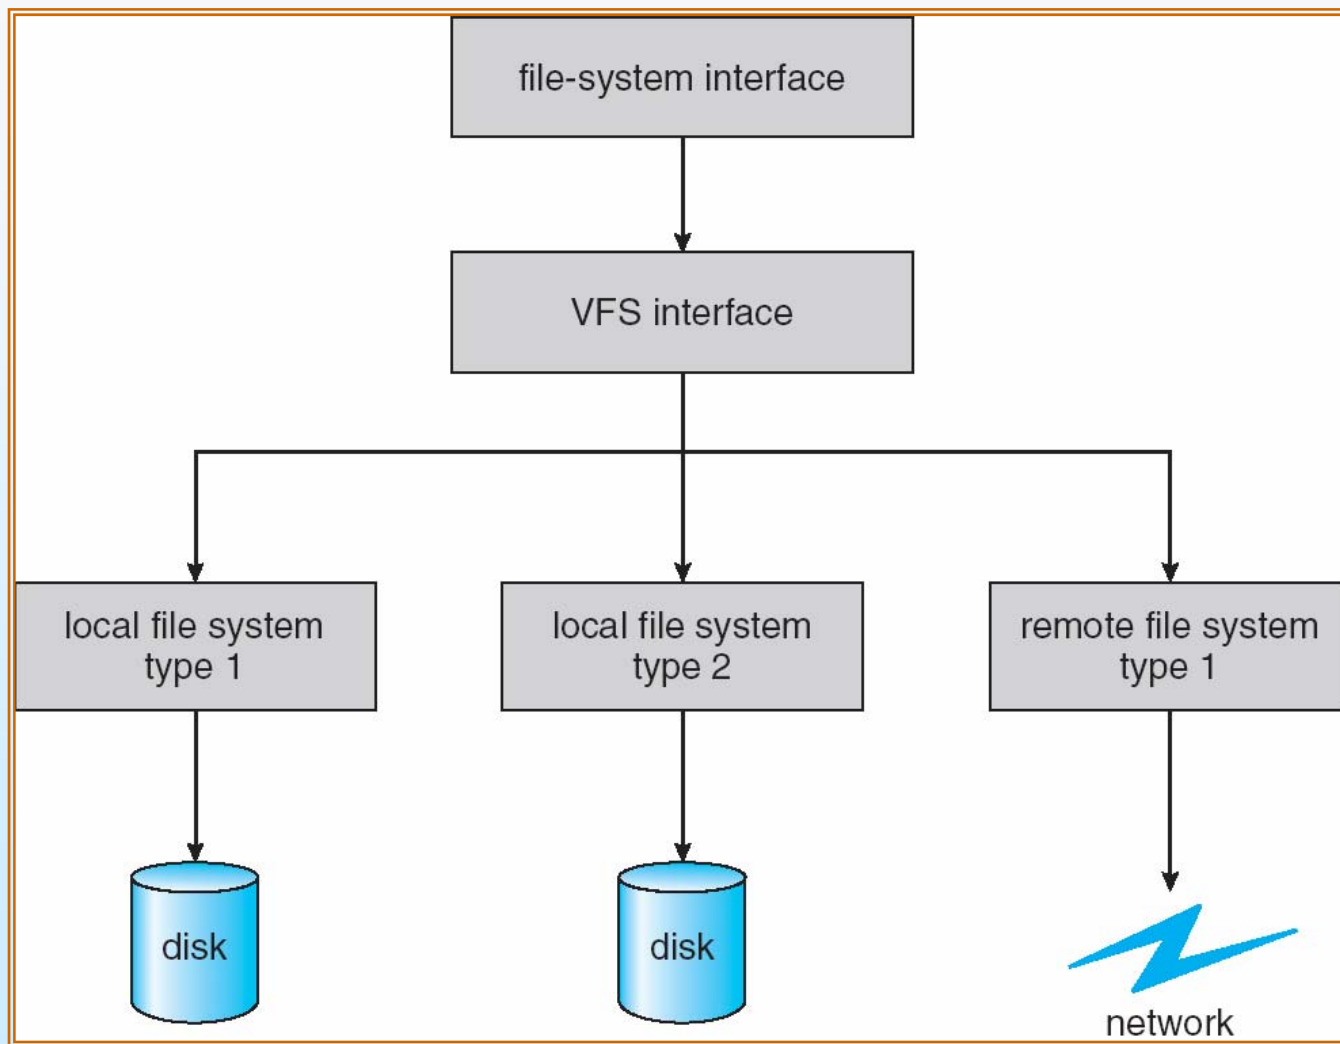 file-system interface
VFS interface
local file system
type 1
local file system
type 2
remote file system
type 1
disk
disk
network